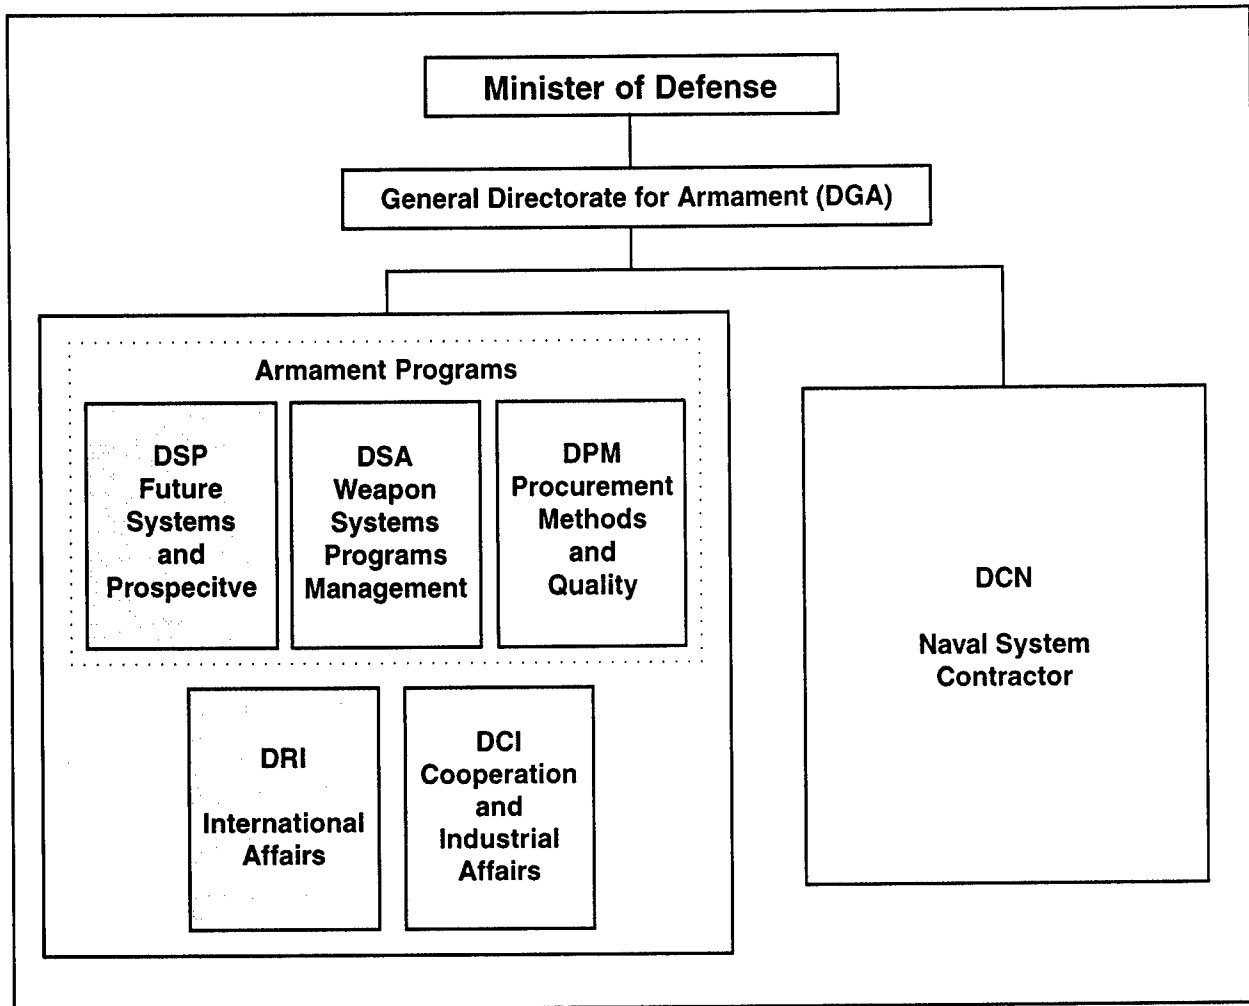 Minister of Defense
General Directorate for Armament (DGA)
Armament Programs
DSP
Future
Systems
and
Prospecitve
DSA
Weapon
Systems
Programs
Management
DPM
Procurement
Methods
and
Quality
DRI
International
Affairs
DCI
Cooperation
and
Industrial
Affairs
DCN
Naval System
Contractor